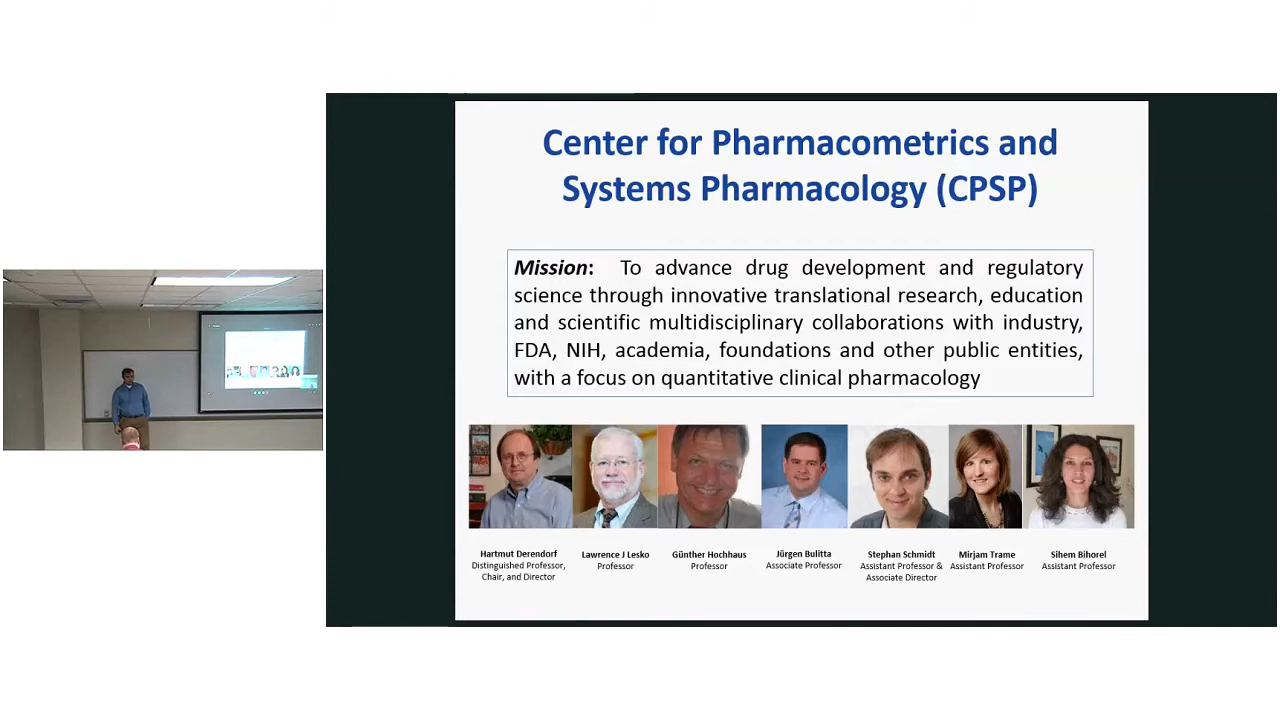 Center for Pharmacometrics and
Systems Pharmacology (CPSP)
Mission: To advance drug development and regulatory
science through innovative translational research, education
and scientific multidisciplinary collaborations with industry,
FDA, NIH, academia, foundations and other public entities,
with a focus on quantitative clinical pharmacology
Hartmut Derendorf
Distinguished Professor,
Chair, and Director
Lawrence J Lesko
Professor
Günther Hochhaus
Professor
Jürgen Bulitta
Associate Professor
Stephan Schmidt
Assistant Professor &
Associate Director
Mirjam Trame
Assistant Professor
Sihem Bihorel
Assistant Professor